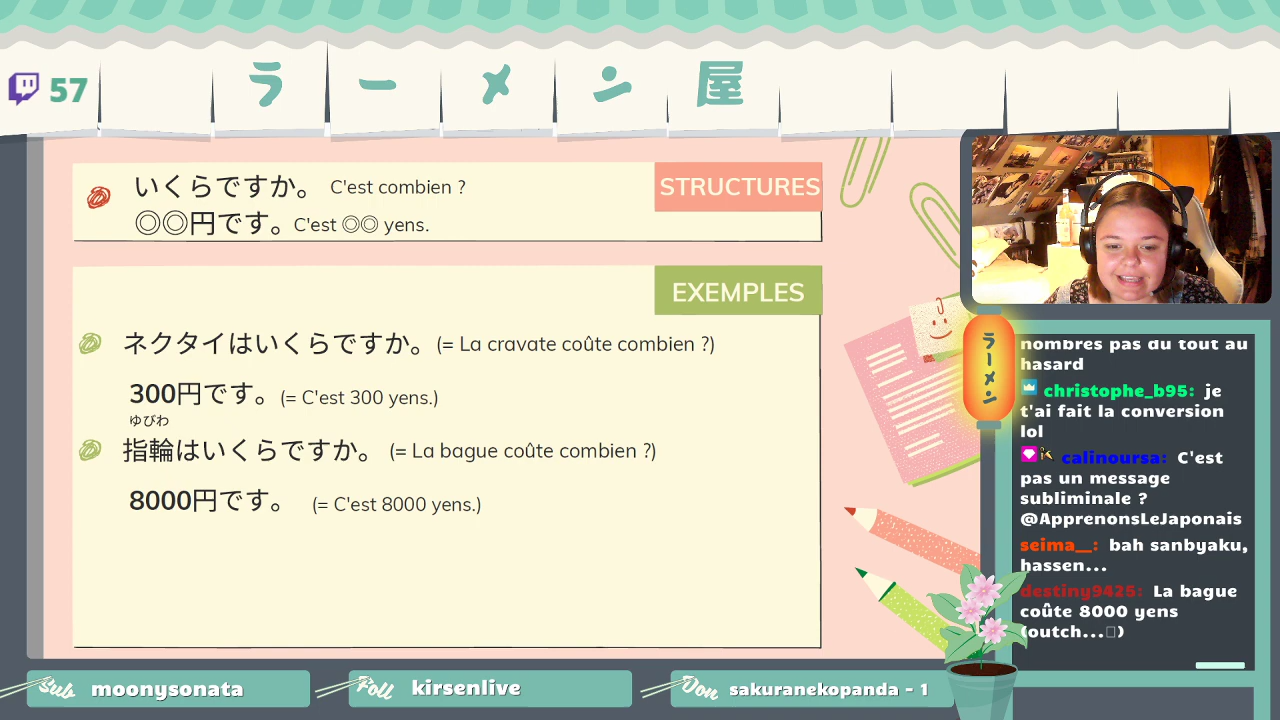 57
ラーメン屋
いくらですか。 C'est combien ?
STRUCTURES
◎◎円です。C'est ◎◎ yens.
EXEMPLES
ネクタイはいくらですか。(= La cravate coûte combien ?)
300円です。(= C'est 300 yens.)
ゆびわ
指輪はいくらですか。 (= La bague coûte combien ?)
8000円です。 (= C'est 8000 yens.)
ラーメン
nombres pas du tout au
hasard
christophe_b95: je
t'ai fait la conversion
lol
calinoursa: C'est
pas un message
subliminale ?
@ApprenonsLeJaponais
seima__: bah sanbyaku,
hassen...
destiny9425: La bague
coûte 8000 yens
(outch...)
Sub moonysonata
Foll kirsenlive
Don sakuranekopanda - 1